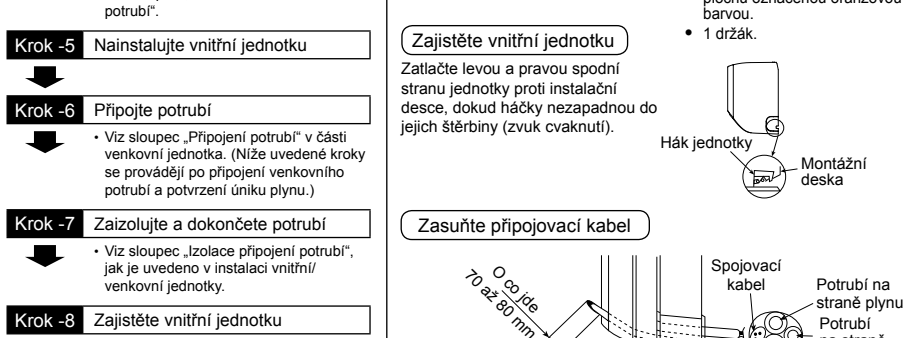 potrubí“.
Krok -5 Nainstalujte vnitřní jednotku
Krok -6 Připojte potrubí
• Viz sloupec „Připojení potrubí“ v části
venkovní jednotka. (Níže uvedené kroky
se provádějí po připojení venkovního
potrubí a potvrzení úniku plynu.)
Krok -7 Zaizolujte a dokončete potrubí
• Viz sloupec „Izolace připojení potrubí“,
jak je uvedeno v instalaci vnitřní/
venkovní jednotky.
Krok -8 Zajistěte vnitřní jednotku
plochu označenou oranžovou
barvou.
• 1 držák.
Zajistěte vnitřní jednotku
Zatlačte levou a pravou spodní
stranu jednotky proti instalační
desce, dokud háčky nezapadnou do
jejich štěrbiny (zvuk cvaknutí).
Hák jednotky
Montážní
deska
Zasuňte připojovací kabel
O co jde
70 až 80 mm
Spojovací
kabel
Potrubí na
straně plynu
Potrubí
na straně